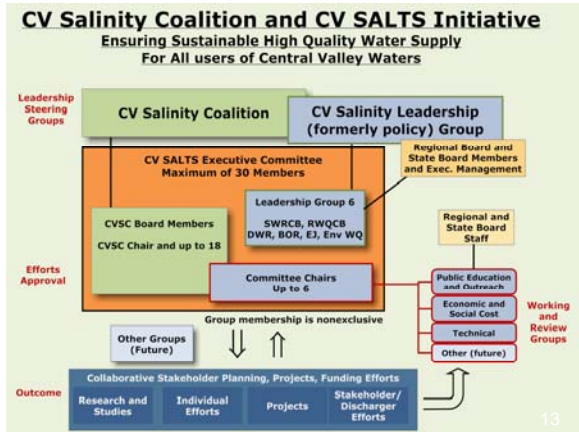 CV Salinity Coalition and CV SALTS Initiative
Ensuring Sustainable High Quality Water Supply
For All users of Central Valley Waters
Leadership
Steering
Groups
CV Salinity Coalition
CV Salinity Leadership
(formerly policy) Group
Regional Board and
State Board Members
and Exec. Management
CV SALTS Executive Committee
Maximum of 30 Members
Leadership Group 6
SWRCB, RWQCB
DWR, BOR, EJ, Env WQ
CVSC Board Members
CVSC Chair and up to 18
Regional and
State Board
Staff
Efforts
Approval
Committee Chairs
Up to 6
Public Education
and Outreach
Economic and
Social Cost
Technical
Other (future)
Working
and
Review
Groups
Group membership is nonexclusive
Other Groups
(Future)
Outcome
Collaborative Stakeholder Planning, Projects, Funding Efforts
Research and
Studies
Individual
Efforts
Projects
Stakeholder/
Discharger
Efforts
13